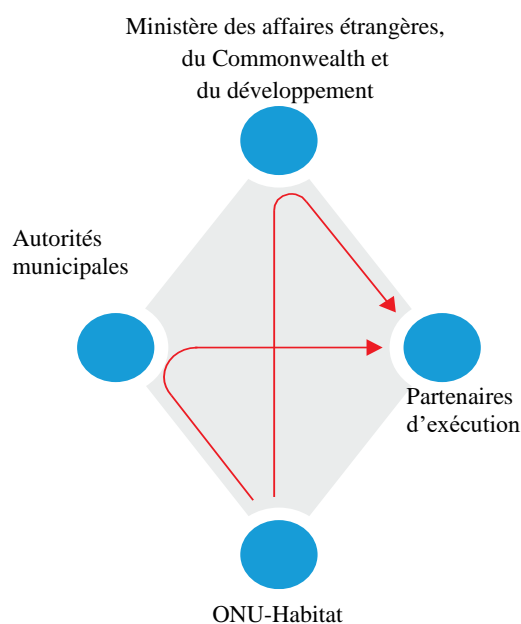 Ministère des affaires étrangères,
du Commonwealth et
du développement
Autorités
municipales
Partenaires
d’exécution
ONU-Habitat